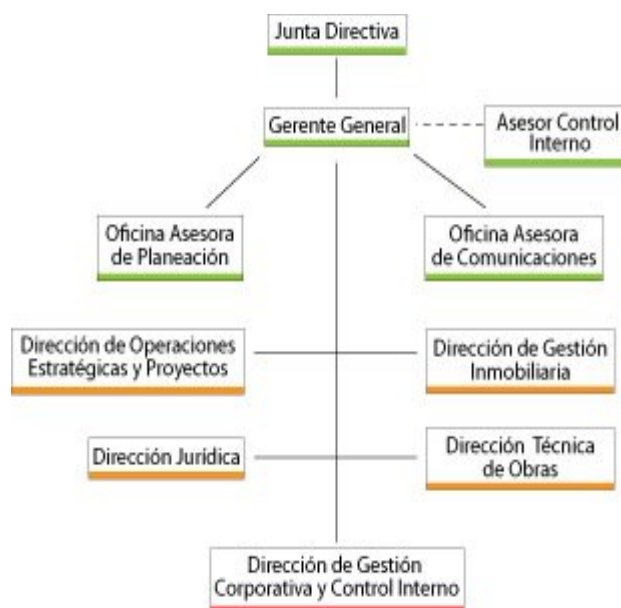 Junta Directiva
Gerente General
Asesor Control
Interno
Oficina Asesora
de Planeación
Oficina Asesora
de Comunicaciones
Dirección de Operaciones
Estratégicas y Proyectos
Dirección de Gestión
Inmobiliaria
Dirección Jurídica
Dirección Técnica
de Obras
Dirección de Gestión
Corporativa y Control Interno